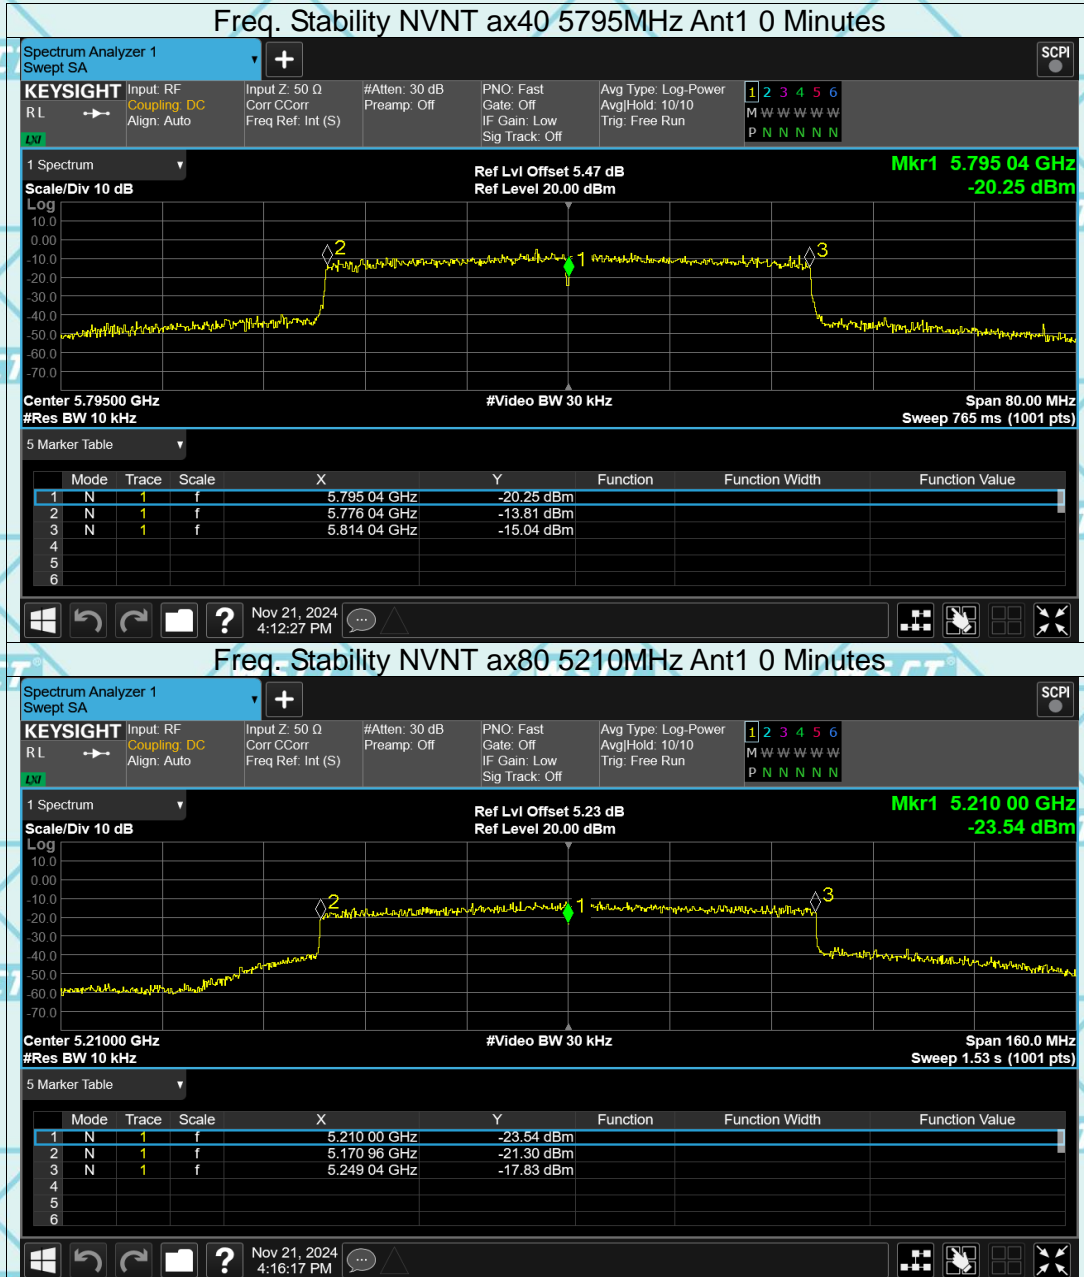 Freq. Stability NVNT ax40 5795MHz Ant1 0 Minutes
Spectrum Analyzer 1
Swept SA
SCPI
KEYSIGHT Input: RF Input Z: 50 Ω #Atten: 30 dB PNO: Fast Avg Type: Log-Power 1 2 3 4 5 6
RL Coupling: DC Corr CCorr Preamp: Off Gate: Off Avg|Hold: 10/10 M W W W W W W
Align: Auto Freq Ref: Int (S) IF Gain: Low Trig: Free Run
LXI Sig Track: Off P N N N N N N
1 Spectrum Ref Lvl Offset 5.47 dB Mkr1 5.795 04 GHz
Scale/Div 10 dB Ref Level 20.00 dBm -20.25 dBm
Log
10.0
0.00
-10.0
-20.0
-30.0
-40.0
-50.0
-60.0
-70.0
2 1 3
Center 5.79500 GHz #Video BW 30 kHz Span 80.00 MHz
#Res BW 10 kHz Sweep 765 ms (1001 pts)
5 Marker Table
Mode Trace Scale X Y Function Function Width Function Value
1 N 1 f 5.795 04 GHz -20.25 dBm
2 N 1 f 5.776 04 GHz -13.81 dBm
3 N 1 f 5.814 04 GHz -15.04 dBm
4
5
6
? Nov 21, 2024
4:12:27 PM
Freq. Stability NVNT ax80 5210MHz Ant1 0 Minutes
Spectrum Analyzer 1
Swept SA
SCPI
KEYSIGHT Input: RF Input Z: 50 Ω #Atten: 30 dB PNO: Fast Avg Type: Log-Power 1 2 3 4 5 6
RL Coupling: DC Corr CCorr Preamp: Off Gate: Off Avg|Hold: 10/10 M W W W W W W
Align: Auto Freq Ref: Int (S) IF Gain: Low Trig: Free Run
LXI Sig Track: Off P N N N N N N
1 Spectrum Ref Lvl Offset 5.23 dB Mkr1 5.210 00 GHz
Scale/Div 10 dB Ref Level 20.00 dBm -23.54 dBm
Log
10.0
0.00
-10.0
-20.0
-30.0
-40.0
-50.0
-60.0
-70.0
2 1 3
Center 5.21000 GHz #Video BW 30 kHz Span 160.0 MHz
#Res BW 10 kHz Sweep 1.53 s (1001 pts)
5 Marker Table
Mode Trace Scale X Y Function Function Width Function Value
1 N 1 f 5.210 00 GHz -23.54 dBm
2 N 1 f 5.170 96 GHz -21.30 dBm
3 N 1 f 5.249 04 GHz -17.83 dBm
4
5
6
? Nov 21, 2024
4:16:17 PM